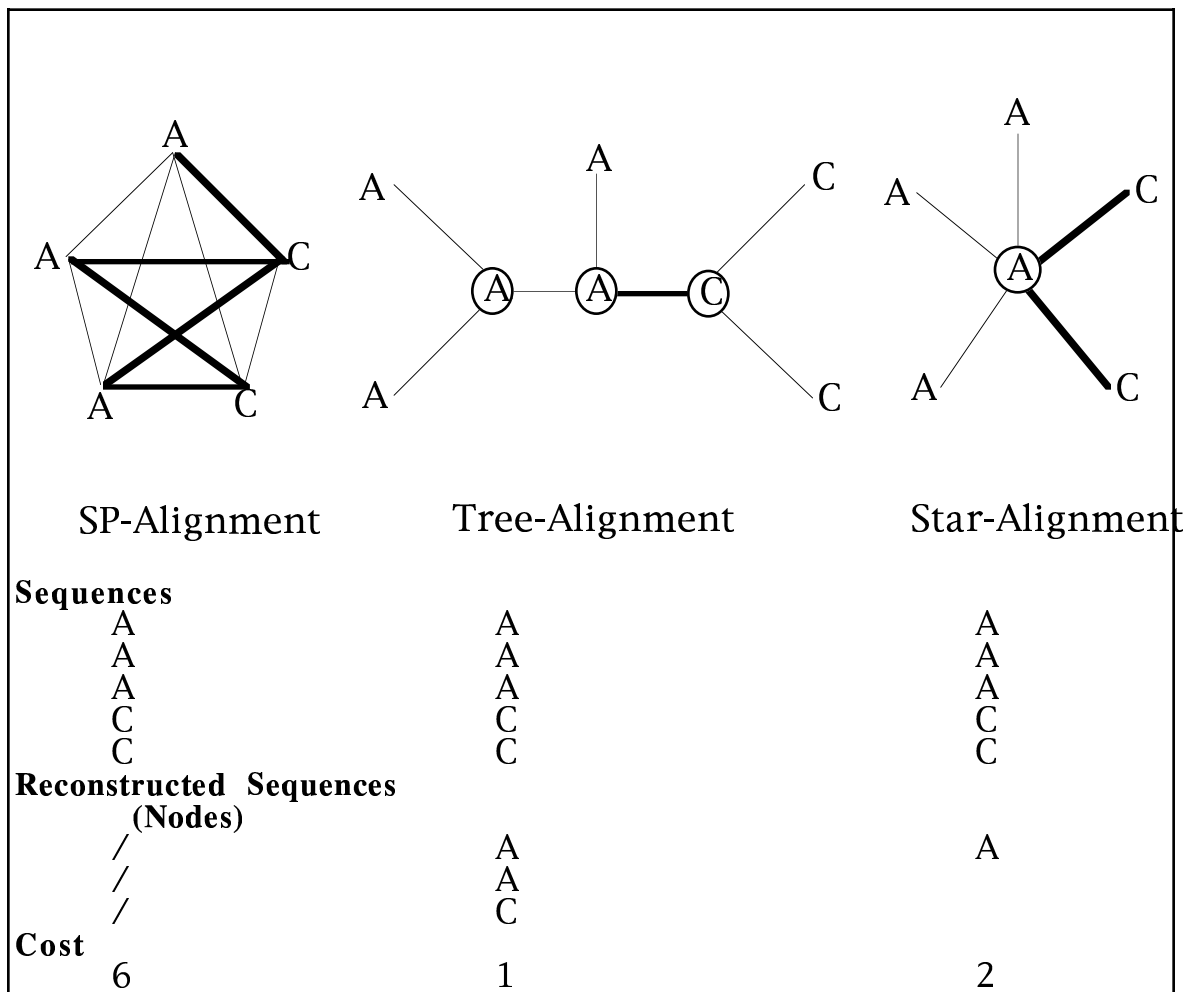 A
A
C
A
C
A
A
C
A
A
C
A
C
A
A
C
A
A
C
SP-Alignment
Tree-Alignment
Star-Alignment
Sequences
A A A
A A A
A A A
C C C
C C C
Reconstructed Sequences
(Nodes)
/ A A
/ A
/ C
Cost
6 1 2